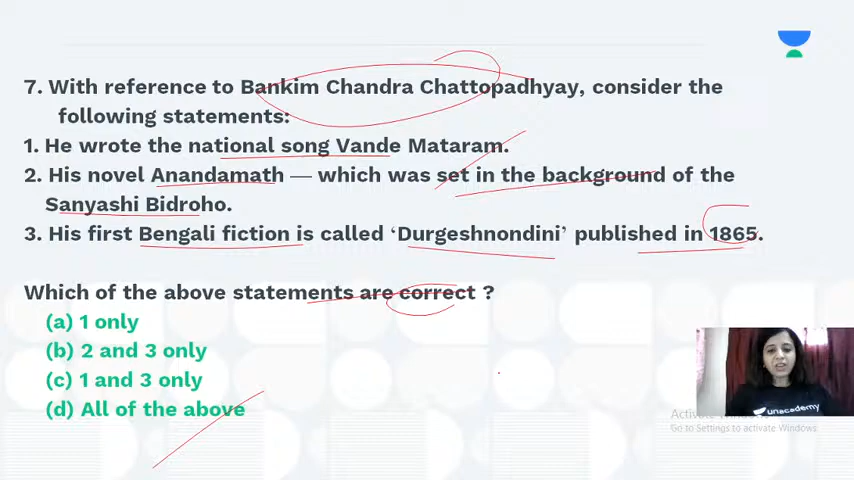 7. With reference to Bankim Chandra Chattopadhyay, consider the
following statements:
1. He wrote the national song Vande Mataram.
2. His novel Anandamath — which was set in the background of the
Sanyashi Bidroho.
3. His first Bengali fiction is called ‘Durgeshnondini’ published in 1865.
Which of the above statements are correct ?
(a) 1 only
(b) 2 and 3 only
(c) 1 and 3 only
(d) All of the above
unacademy
Go to Settings to activate Windows.